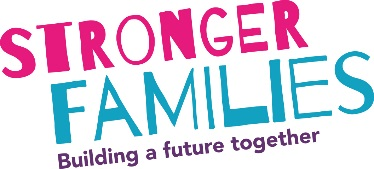 STRONGER
FAMILIES
Building a future together